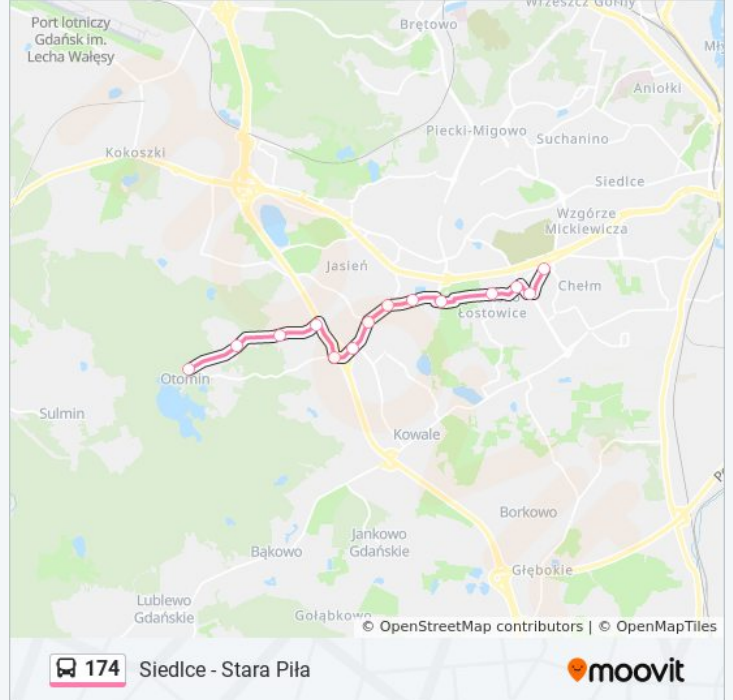 Wrzeszcz Górny
Port lotniczy
Gdańsk im.
Lecha Wałęsy
Brętowo
Aniołki
Piecki-Migowo
Suchanino
Kokoszki
Siedlce
Wzgórze
Mickiewicza
Jasień
Chełm
Łostowice
Otomin
Sulmin
Kowale
Borkowo
Jankowo
Gdańskie
Bąkowo
Głębokie
Lublewo
Gdańskie
Gołąbkowo
© OpenStreetMap contributors | © OpenMapTiles
174 Siedlce - Stara Piła
moovit